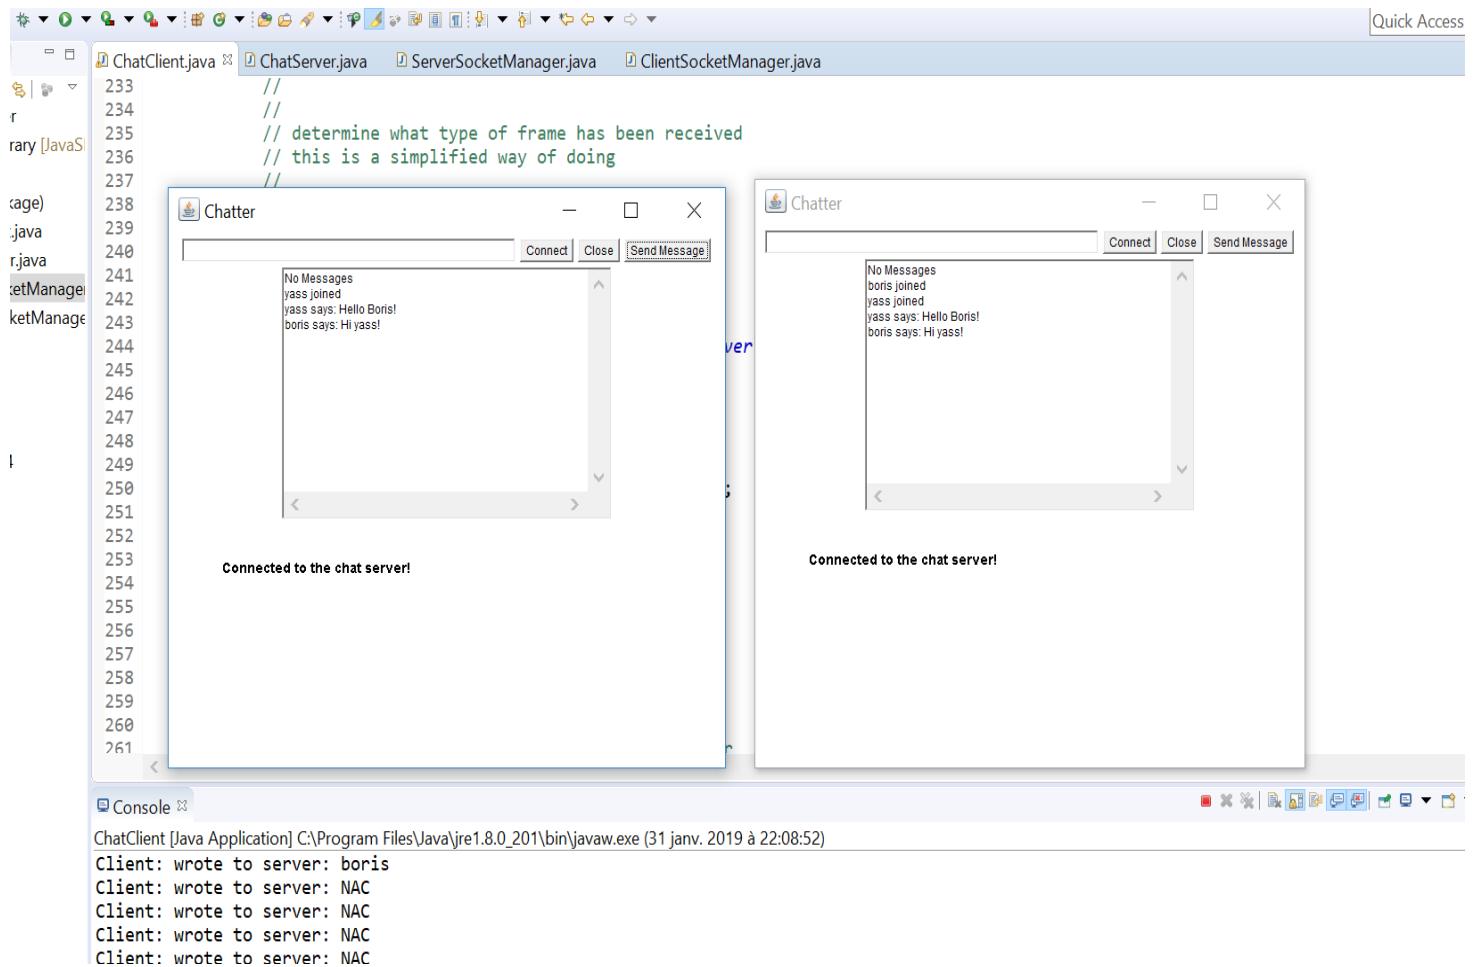 Quick Access
ChatClient.java
ChatServer.java
ServerSocketManager.java
ClientSocketManager.java
r
rary [JavaS
kage)
.java
r.java
ketManage
233 //
234 //
235 // determine what type of frame has been received
236 // this is a simplified way of doing
237 //
238
239
240
241
242
243
244 ver
245
246
247
248
249
250 ;
251
252
253
254
255
256
257
258
259
260
261
Chatter
Connect Close Send Message
No Messages
yass joined
yass says: Hello Boris!
boris says: Hi yass!
Connected to the chat server!
Chatter
Connect Close Send Message
No Messages
boris joined
yass joined
yass says: Hello Boris!
boris says: Hi yass!
Connected to the chat server!
Console
ChatClient [Java Application] C:\Program Files\Java\jre1.8.0_201\bin\javaw.exe (31 janv. 2019 à 22:08:52)
Client: wrote to server: boris
Client: wrote to server: NAC
Client: wrote to server: NAC
Client: wrote to server: NAC
Client: wrote to server: NAC